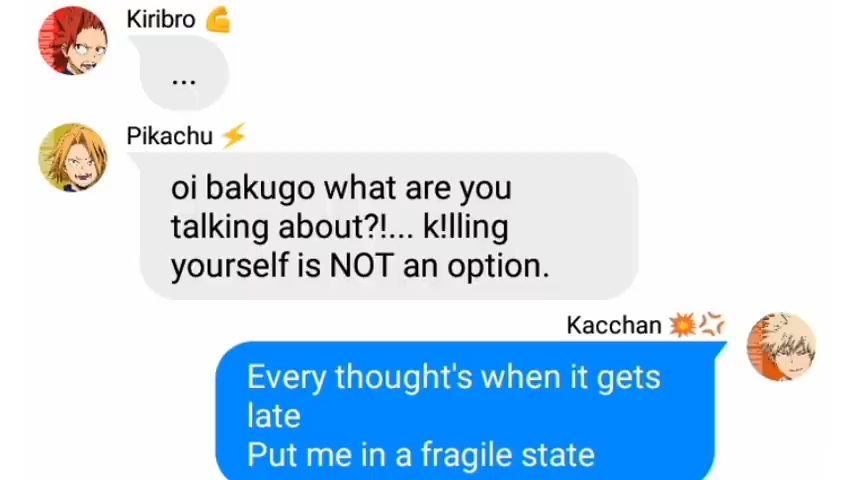 Kiribro 💪
...
Pikachu ⚡
oi bakugo what are you
talking about?!... k!lling
yourself is NOT an option.
Kacchan 💥💢
Every thought's when it gets
late
Put me in a fragile state